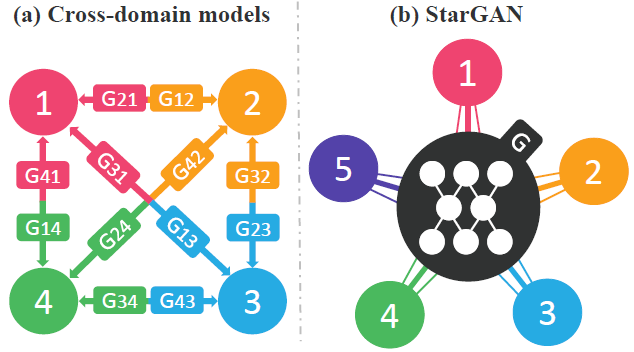 (a) Cross-domain models
(b) StarGAN
1
G21
G12
2
G41
G31
G42
G32
G14
G24
G13
G23
4
G34
G43
3
1
G
5
2
4
3